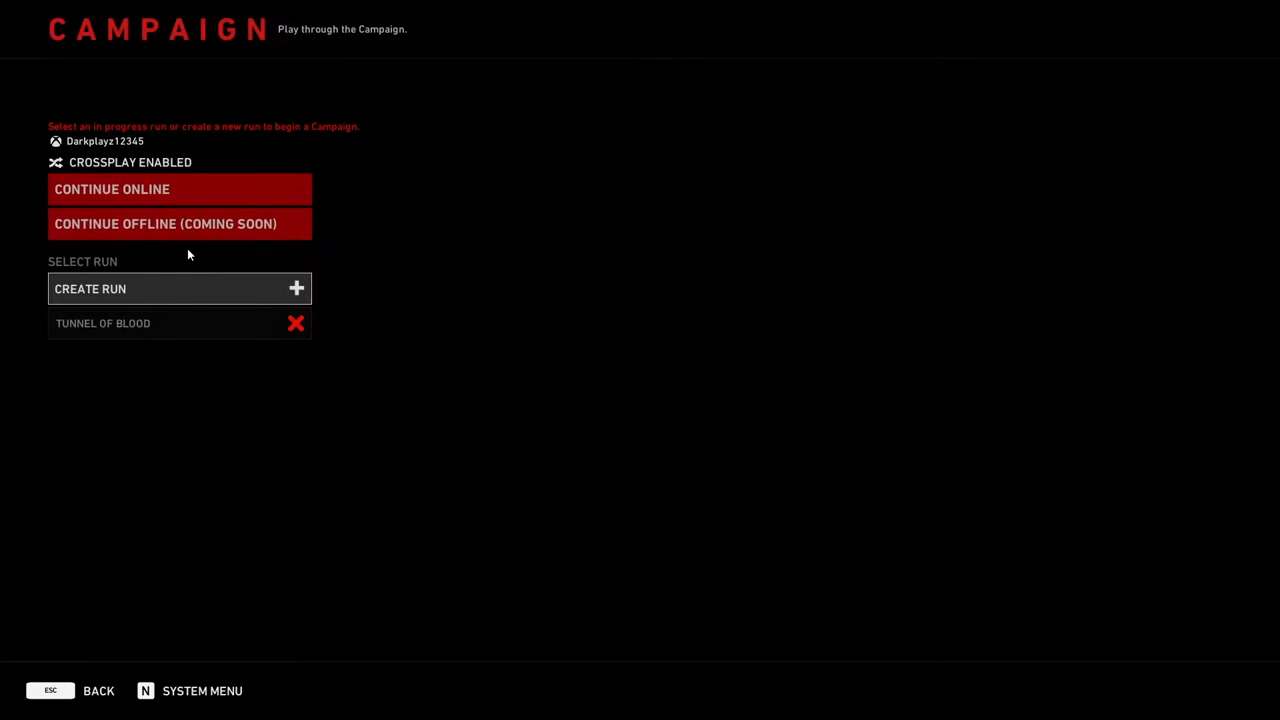 CAMPAIGN Play through the Campaign.
Select an in progress run or create a new run to begin a Campaign.
Darkplayz12345
CROSSPLAY ENABLED
CONTINUE ONLINE
CONTINUE OFFLINE (COMING SOON)
SELECT RUN
CREATE RUN
TUNNEL OF BLOOD
ESC BACK N SYSTEM MENU